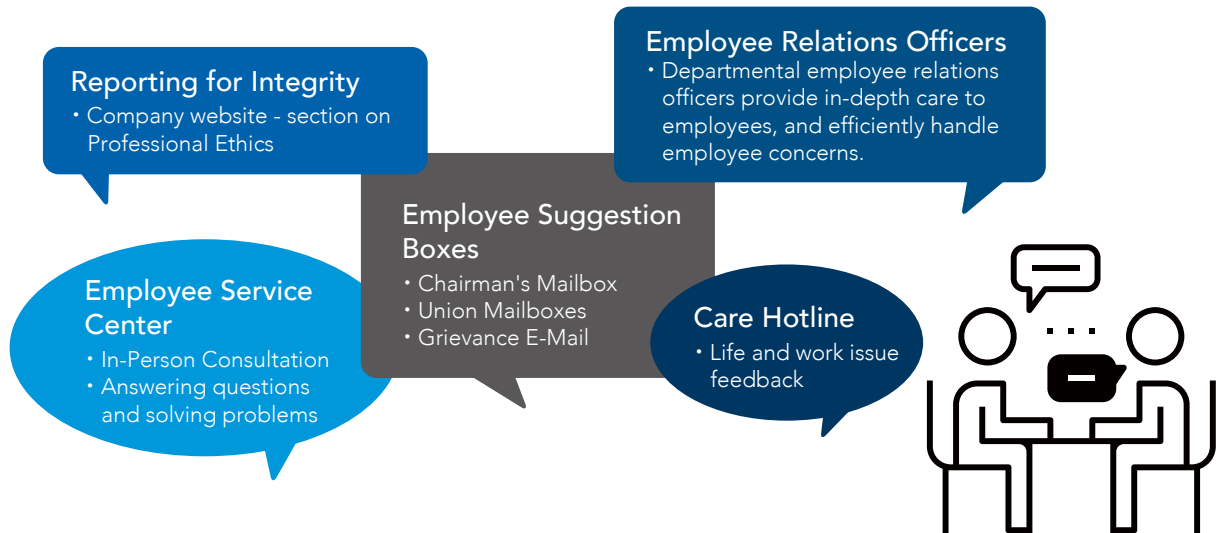 Reporting for Integrity
・Company website - section on
Professional Ethics
Employee Relations Officers
・Departmental employee relations
officers provide in-depth care to
employees, and efficiently handle
employee concerns.
Employee Suggestion
Boxes
・Chairman's Mailbox
・Union Mailboxes
・Grievance E-Mail
Employee Service
Center
・In-Person Consultation
・Answering questions
and solving problems
Care Hotline
・Life and work issue
feedback